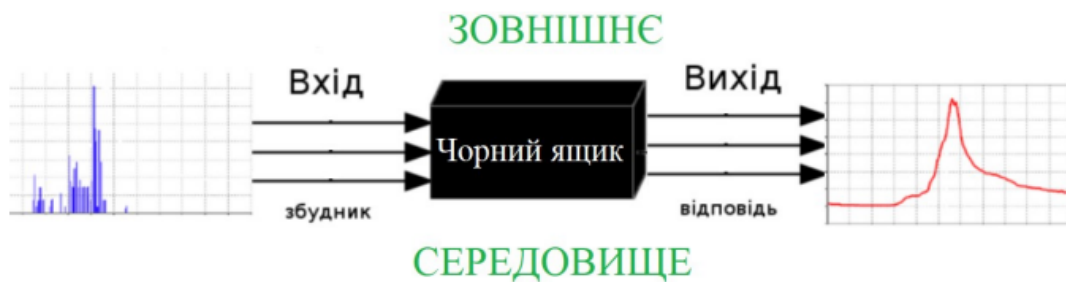 ЗОВНІШНЄ
Вхід
Вихід
Чорний ящик
збудник
відповідь
СЕРЕДОВИЩЕ